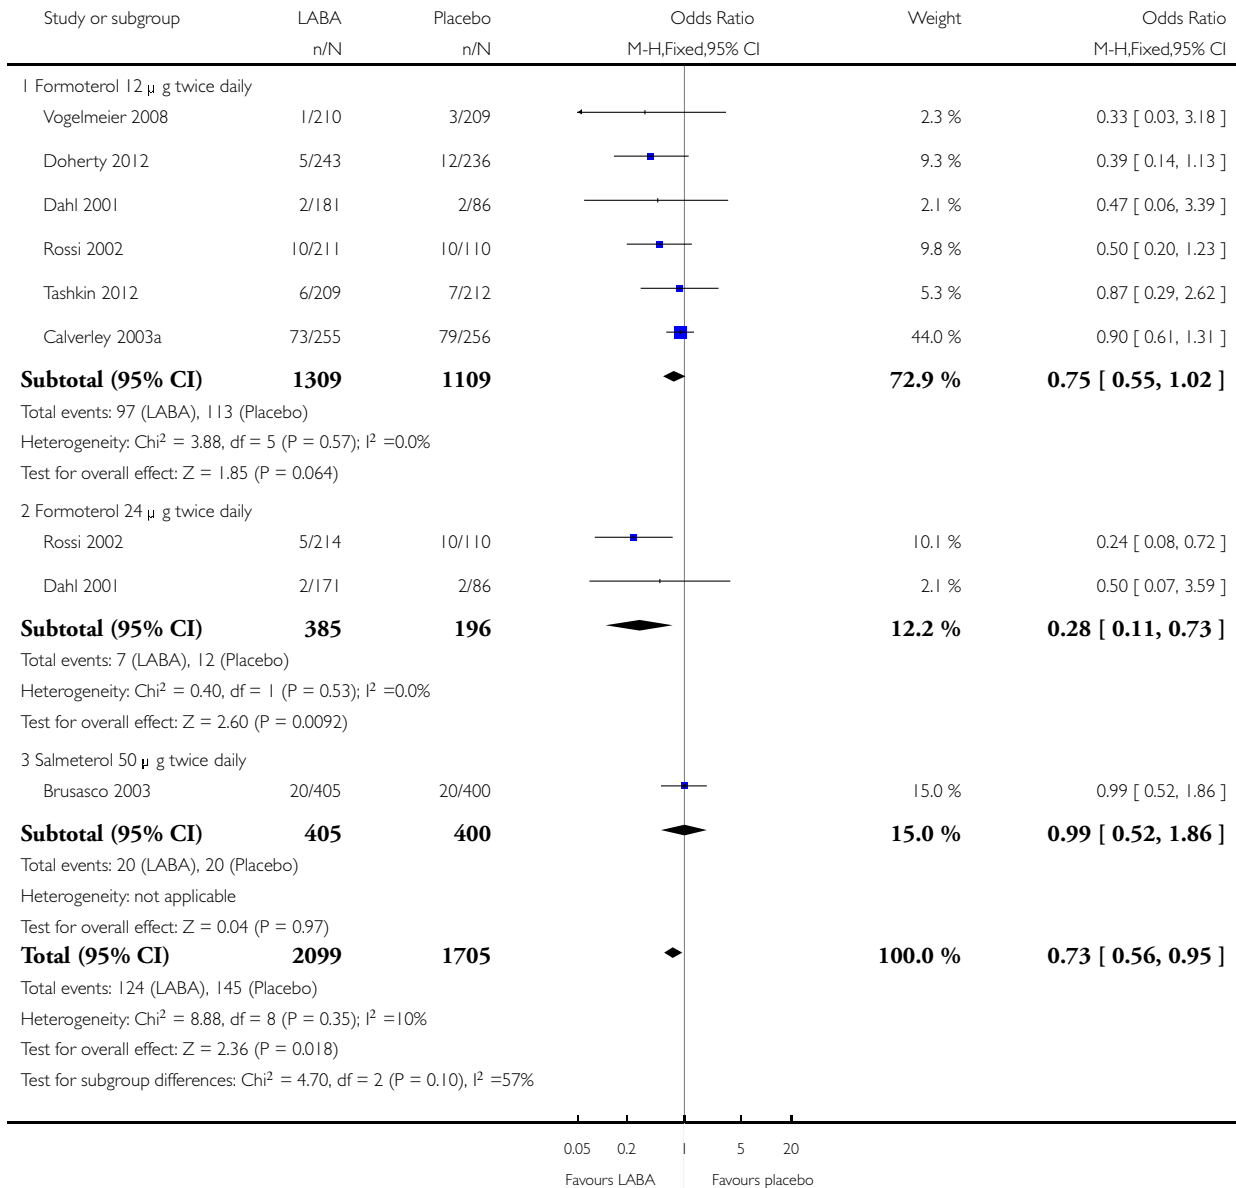 Study or subgroup LABA Placebo Odds Ratio Weight Odds Ratio
n/N n/N M-H,Fixed,95% CI M-H,Fixed,95% CI
1 Formoterol 12 μ g twice daily
Vogelmeier 2008 1/210 3/209 2.3 % 0.33 [ 0.03, 3.18 ]
Doherty 2012 5/243 12/236 9.3 % 0.39 [ 0.14, 1.13 ]
Dahl 2001 2/181 2/86 2.1 % 0.47 [ 0.06, 3.39 ]
Rossi 2002 10/211 10/110 9.8 % 0.50 [ 0.20, 1.23 ]
Tashkin 2012 6/209 7/212 5.3 % 0.87 [ 0.29, 2.62 ]
Calverley 2003a 73/255 79/256 44.0 % 0.90 [ 0.61, 1.31 ]
Subtotal (95% CI) 1309 1109 72.9 % 0.75 [ 0.55, 1.02 ]
Total events: 97 (LABA), 113 (Placebo)
Heterogeneity: Chi² = 3.88, df = 5 (P = 0.57); I² =0.0%
Test for overall effect: Z = 1.85 (P = 0.064)
2 Formoterol 24 μ g twice daily
Rossi 2002 5/214 10/110 10.1 % 0.24 [ 0.08, 0.72 ]
Dahl 2001 2/171 2/86 2.1 % 0.50 [ 0.07, 3.59 ]
Subtotal (95% CI) 385 196 12.2 % 0.28 [ 0.11, 0.73 ]
Total events: 7 (LABA), 12 (Placebo)
Heterogeneity: Chi² = 0.40, df = 1 (P = 0.53); I² =0.0%
Test for overall effect: Z = 2.60 (P = 0.0092)
3 Salmeterol 50 μ g twice daily
Brusasco 2003 20/405 20/400 15.0 % 0.99 [ 0.52, 1.86 ]
Subtotal (95% CI) 405 400 15.0 % 0.99 [ 0.52, 1.86 ]
Total events: 20 (LABA), 20 (Placebo)
Heterogeneity: not applicable
Test for overall effect: Z = 0.04 (P = 0.97)
Total (95% CI) 2099 1705 100.0 % 0.73 [ 0.56, 0.95 ]
Total events: 124 (LABA), 145 (Placebo)
Heterogeneity: Chi² = 8.88, df = 8 (P = 0.35); I² =10%
Test for overall effect: Z = 2.36 (P = 0.018)
Test for subgroup differences: Chi² = 4.70, df = 2 (P = 0.10), I² =57%
0.05 0.2 1 5 20
Favours LABA Favours placebo